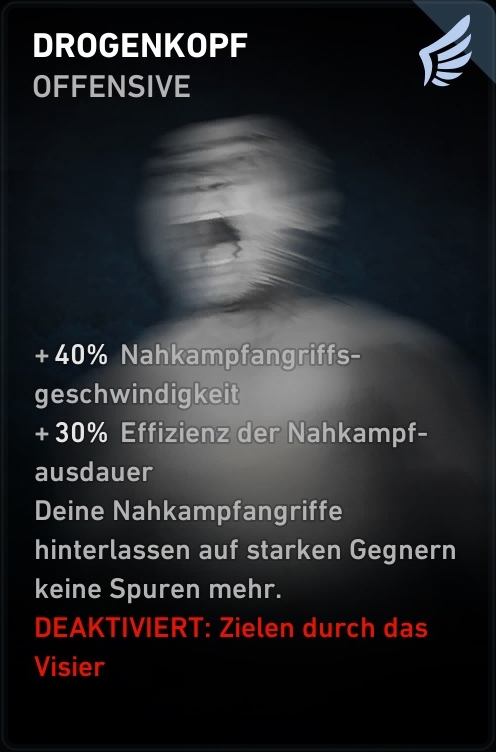 DROGENKOPF
OFFENSIVE
+ 40% Nahkampfangriffs-
geschwindigkeit
+ 30% Effizienz der Nahkampf-
ausdauer
Deine Nahkampfangriffe
hinterlassen auf starken Gegnern
keine Spuren mehr.
DEAKTIVIERT: Zielen durch das
Visier